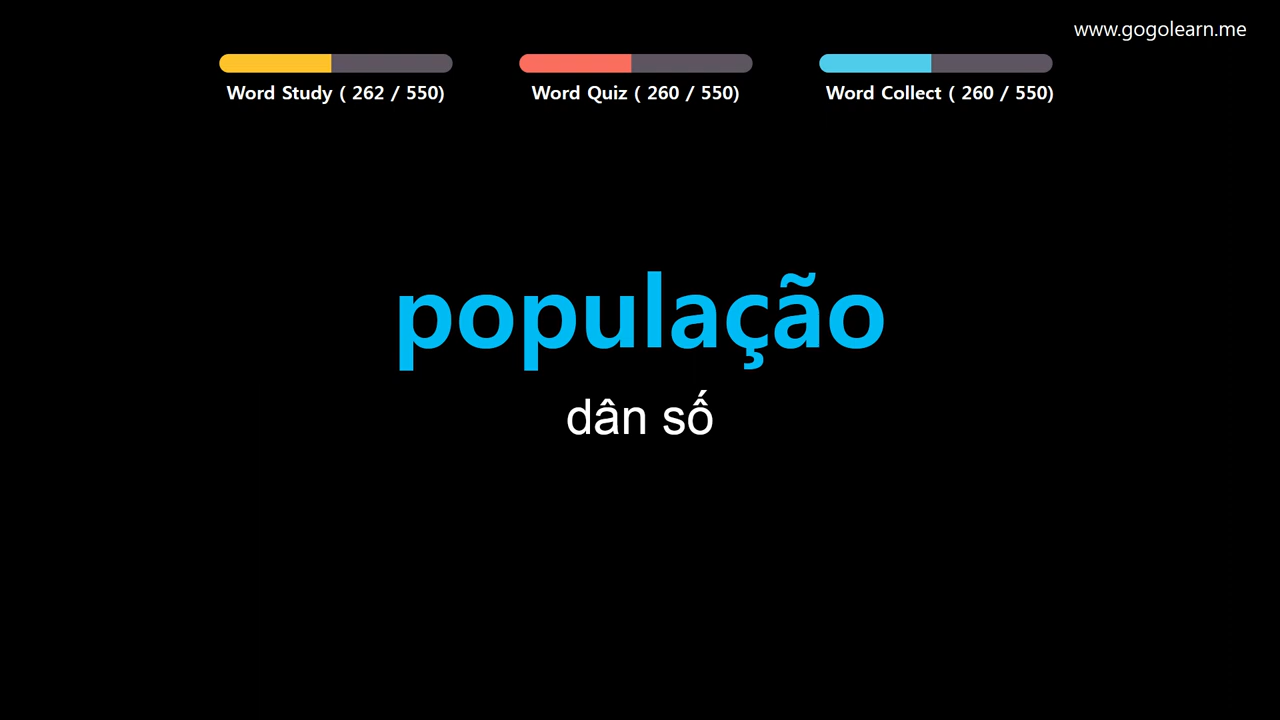 www.gogolearn.me
Word Study ( 262 / 550)
Word Quiz ( 260 / 550)
Word Collect ( 260 / 550)
população
dân số